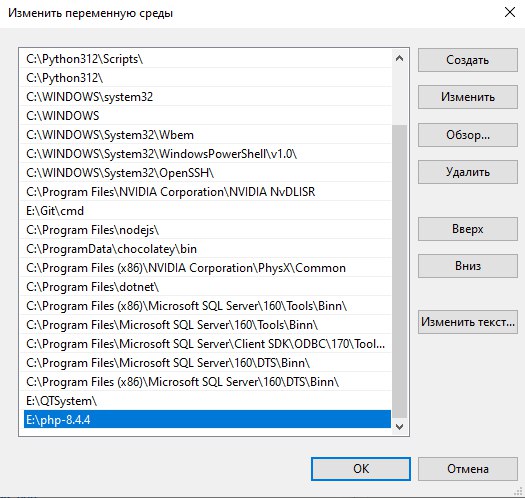 Изменить переменную среды
C:\Python312\Scripts\
C:\Python312\
C:\WINDOWS\system32
C:\WINDOWS
C:\WINDOWS\System32\Wbem
C:\WINDOWS\System32\WindowsPowerShell\v1.0\
C:\WINDOWS\System32\OpenSSH\
C:\Program Files\NVIDIA Corporation\NVIDIA NvDLISR
E:\Git\cmd
C:\Program Files\nodejs\
C:\ProgramData\chocolatey\bin
C:\Program Files (x86)\NVIDIA Corporation\PhysX\Common
C:\Program Files\dotnet\
C:\Program Files (x86)\Microsoft SQL Server\160\Tools\Binn\
C:\Program Files\Microsoft SQL Server\160\Tools\Binn\
C:\Program Files\Microsoft SQL Server\Client SDK\ODBC\170\Tool...
C:\Program Files\Microsoft SQL Server\160\DTS\Binn\
C:\Program Files (x86)\Microsoft SQL Server\160\DTS\Binn\
E:\QTSystem\
E:\php-8.4.4
Создать
Изменить
Обзор...
Удалить
Вверх
Вниз
Изменить текст...
ОК
Отмена